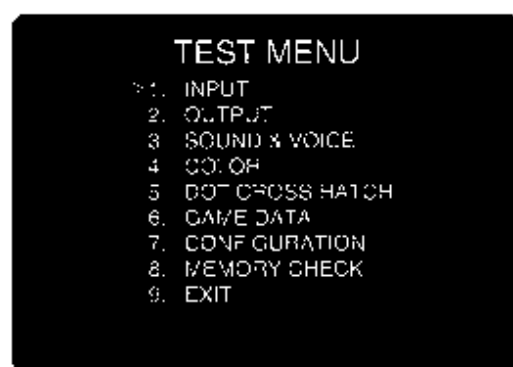 TEST MENU
>1. INPUT
2. OUTPUT
3 SOUND & VOICE
4 COLOR
5 DOT CROSS HATCH
6. GAME DATA
7. CONFIGURATION
8. MEMORY CHECK
9. EXIT